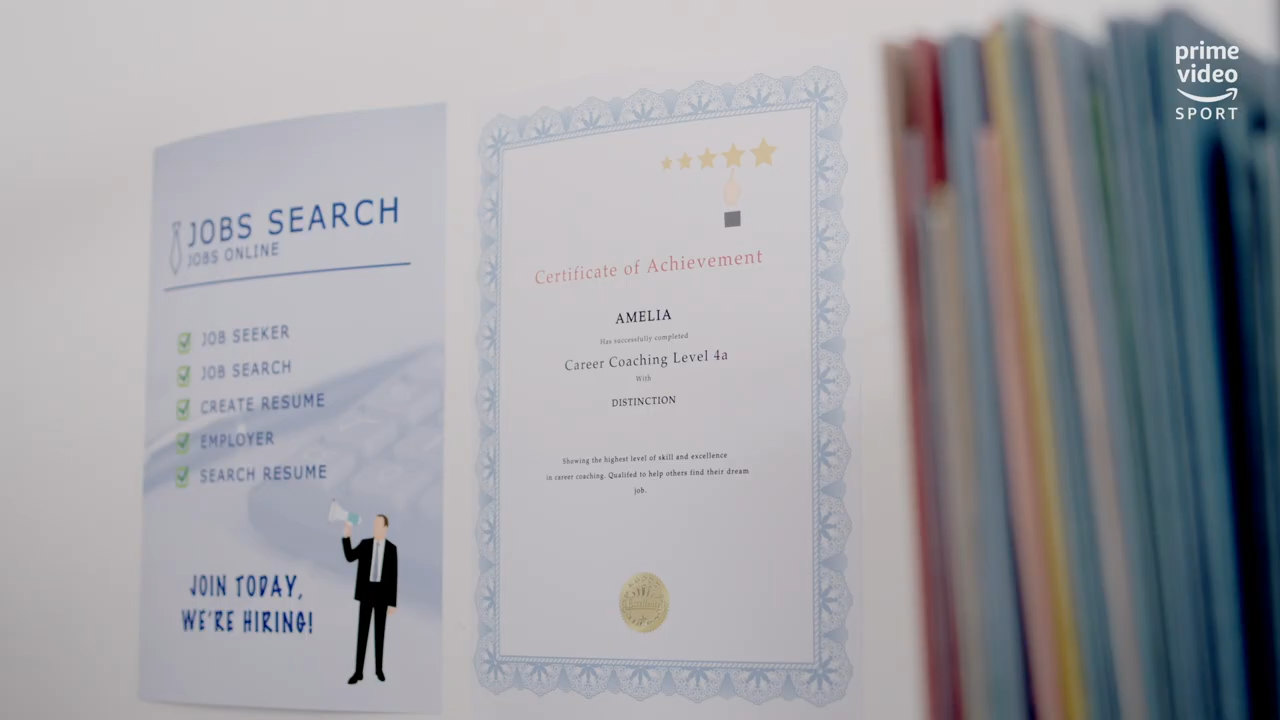 JOBS SEARCH
JOBS ONLINE
JOB SEEKER
JOB SEARCH
CREATE RESUME
EMPLOYER
SEARCH RESUME
JOIN TODAY,
WE'RE HIRING!
Certificate of Achievement
AMELIA
Has successfully completed
Career Coaching Level 4a
With
DISTINCTION
Showing the highest level of skill and excellence
in career coaching. Qualifed to help others find their dream
job.
prime
video
SPORT